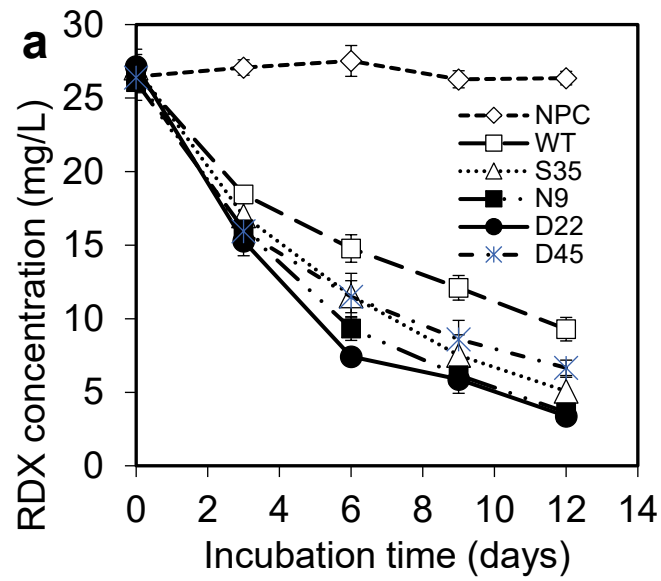 a
RDX concentration (mg/L)
30
25
20
15
10
5
0
NPC
WT
S35
N9
D22
D45
0 2 4 6 8 10 12 14
Incubation time (days)